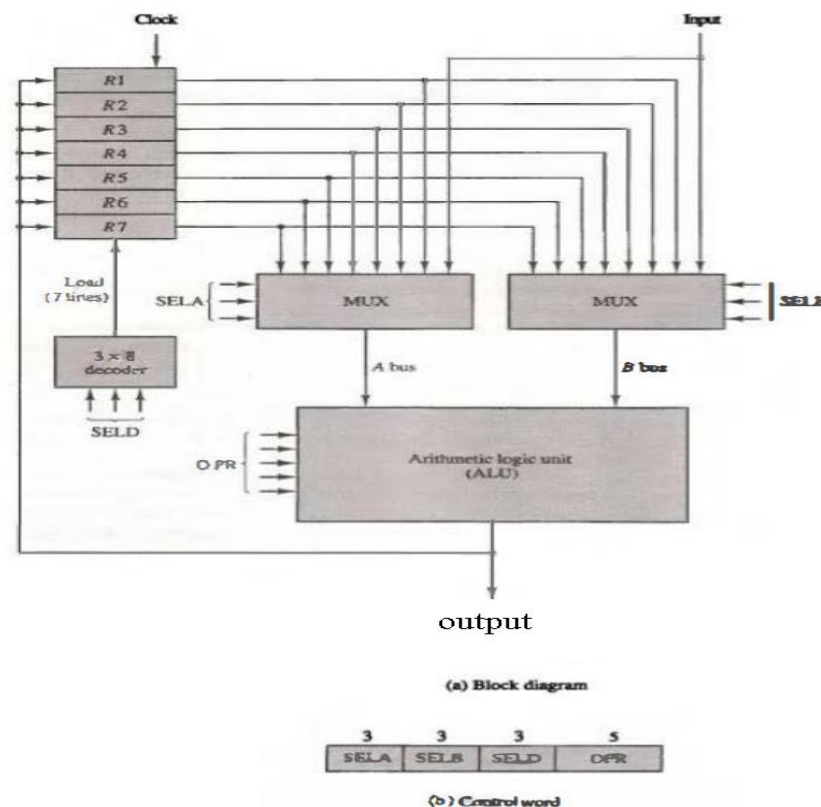 Clock
Input
R1
R2
R3
R4
R5
R6
R7
Load
(7 lines)
SELA
MUX
MUX
SELB
3 × 8
decoder
A bus
B bus
SELD
OPR
Arithmetic logic unit
(ALU)
output
(a) Block diagram
3 3 3 5
SELA SELB SELD OPR
(b) Control word